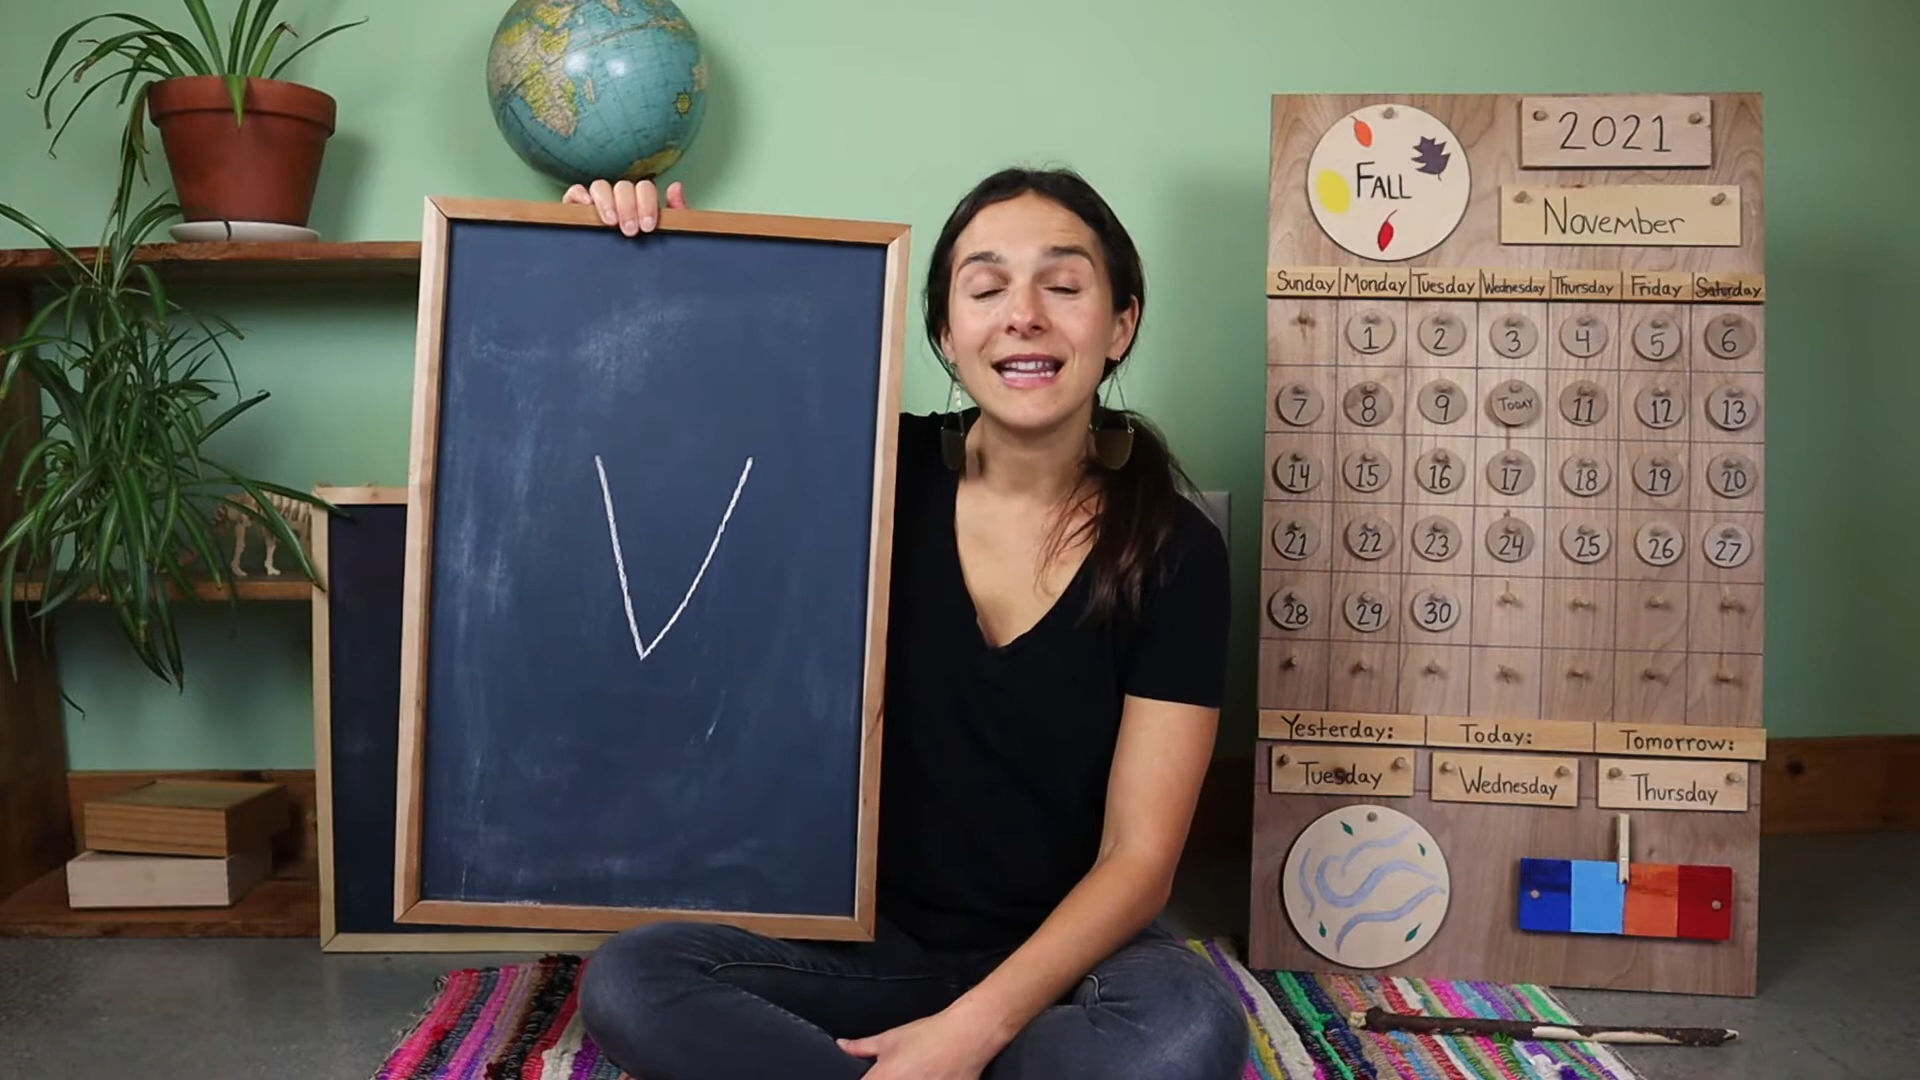 V
FALL
2021
November
Sunday Monday Tuesday Wednesday Thursday Friday Saturday
1 2 3 4 5 6
7 8 9 TODAY 11 12 13
14 15 16 17 18 19 20
21 22 23 24 25 26 27
28 29 30
Yesterday: Today: Tomorrow:
Tuesday Wednesday Thursday